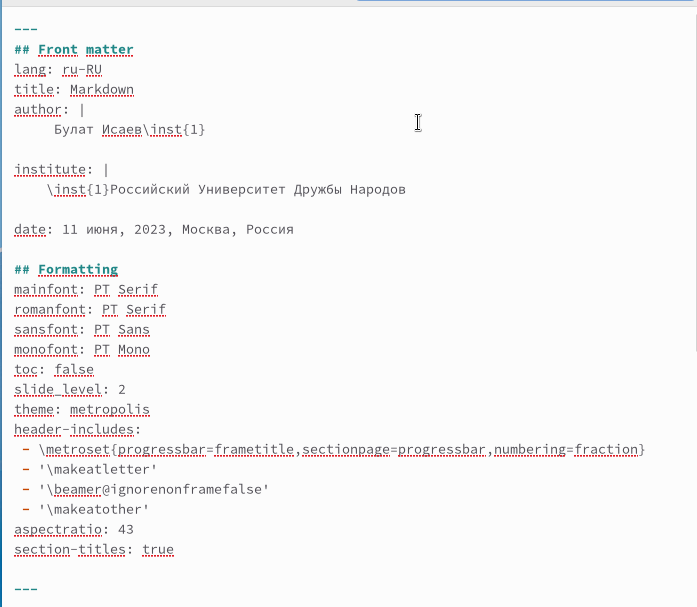 ---
## Front matter
lang: ru-RU
title: Markdown
author: |
     Булат Исаев\inst{1}
institute: |
    \inst{1}Российский Университет Дружбы Народов
date: 11 июня, 2023, Москва, Россия
## Formatting
mainfont: PT Serif
romanfont: PT Serif
sansfont: PT Sans
monofont: PT Mono
toc: false
slide_level: 2
theme: metropolis
header-includes:
 - \metroset{progressbar=frametitle,sectionpage=progressbar,numbering=fraction}
 - '\makeatletter'
 - '\beamer@ignorenonframefalse'
 - '\makeatother'
aspectratio: 43
section-titles: true
---